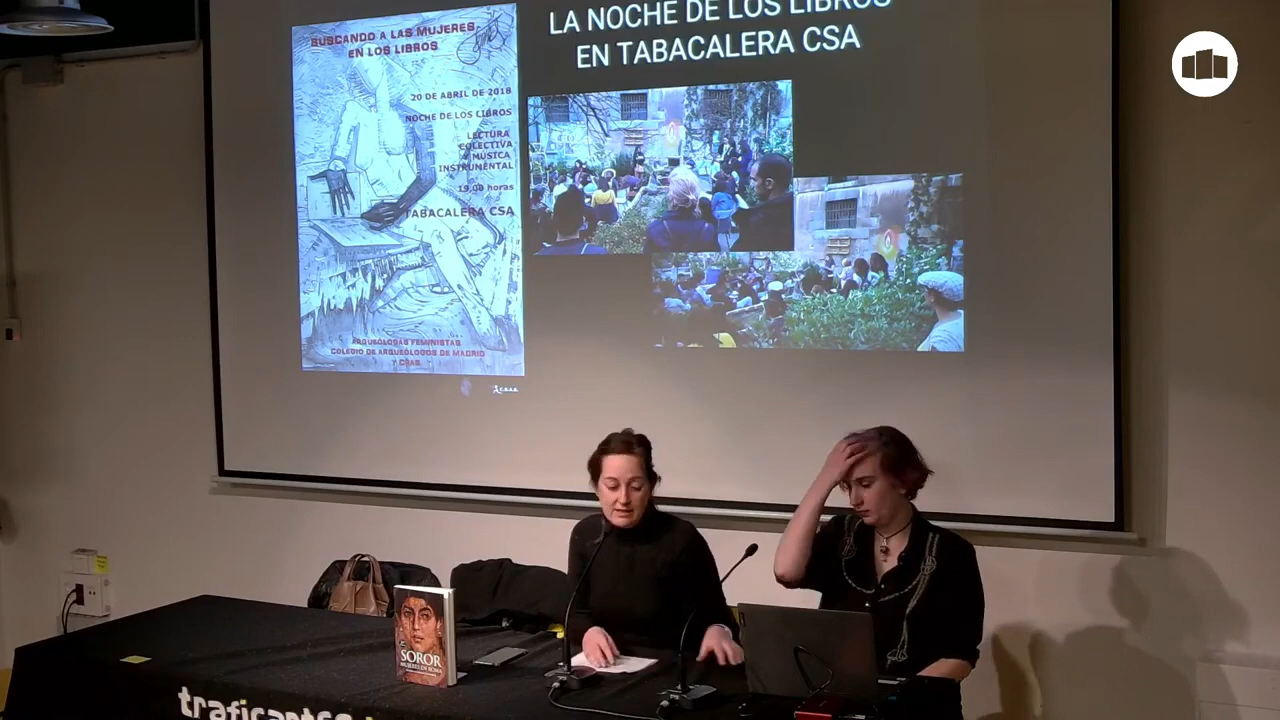 BUSCANDO A LAS MUJERES
EN LOS LIBROS
20 DE ABRIL DE 2018
NOCHE DE LOS LIBROS
LECTURA
COLECTIVA
Y MÚSICA
INSTRUMENTAL
19,00 horas
TABACALERA CSA
ARQUEÓLOGAS FEMINISTAS
COLEGIO DE ARQUEÓLOGOS DE MADRID
Y CSAS
LA NOCHE DE LOS LIBROS
EN TABACALERA CSA
SOROR
MUJERES EN ROMA
traficantes